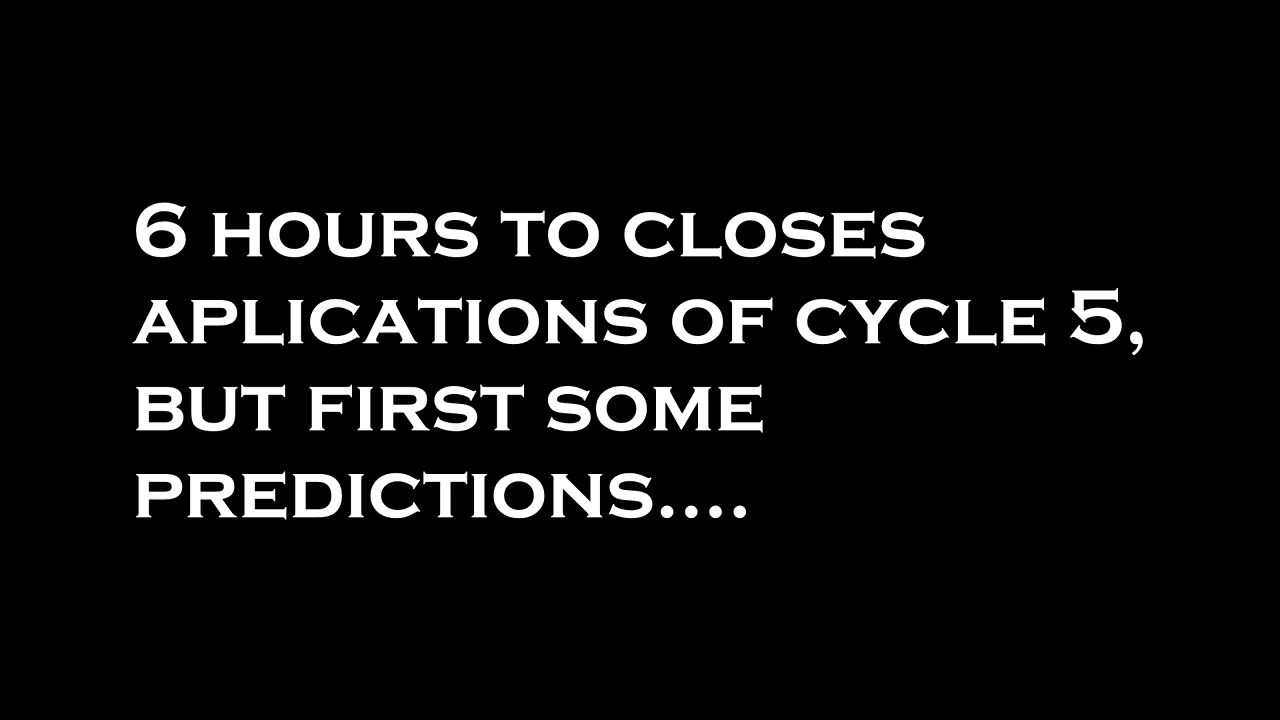 6 HOURS TO CLOSES
APLICATIONS OF CYCLE 5,
BUT FIRST SOME
PREDICTIONS....